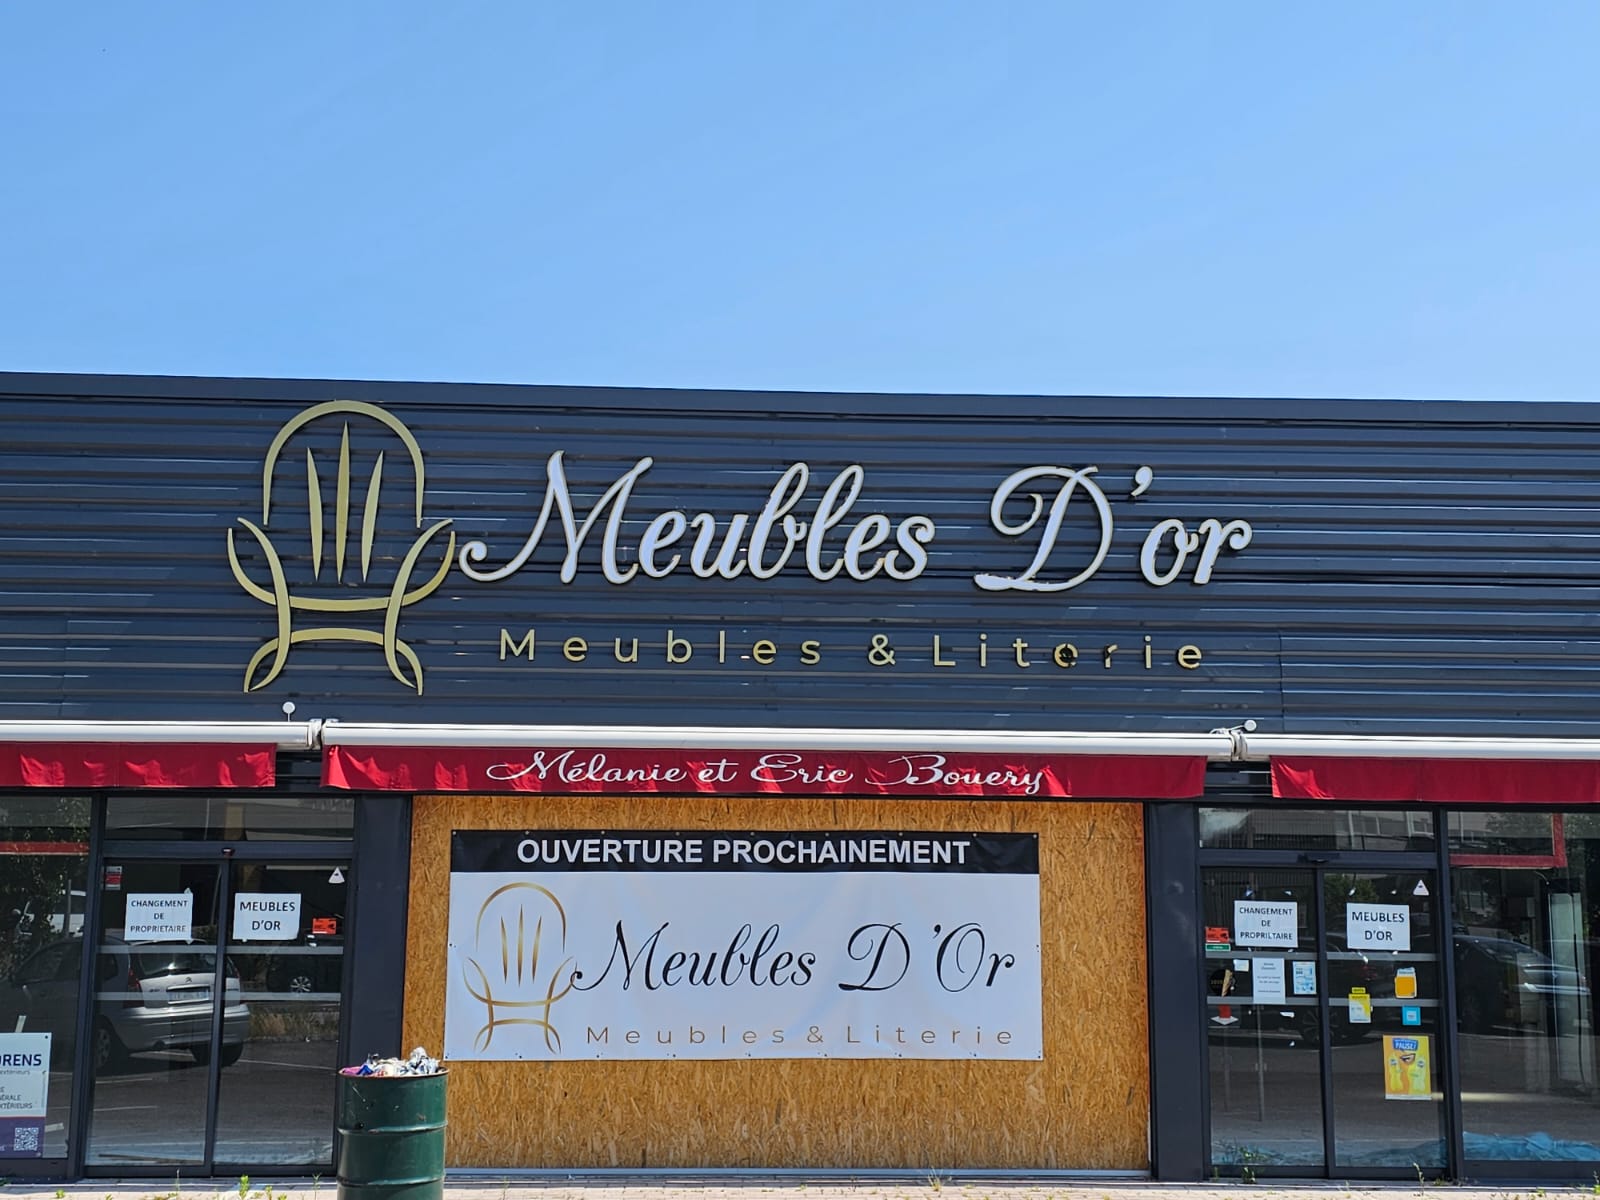 Meubles D'or
Meubles & Literie
Mélanie et Eric Bouery
OUVERTURE PROCHAINEMENT
Meubles D'Or
Meubles & Literie
CHANGEMENT
DE
PROPRIETAIRE
MEUBLES
D'OR
CHANGEMENT
DE
PROPRILTAIRE
MEUBLES
D'OR
PAUSE!